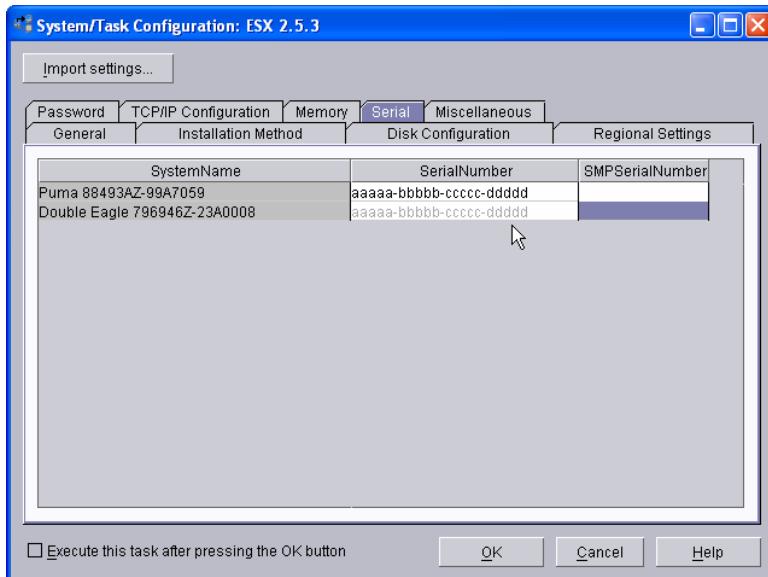 System/Task Configuration: ESX 2.5.3
Import settings...
Password TCP/IP Configuration Memory Serial Miscellaneous
General Installation Method Disk Configuration Regional Settings
SystemName SerialNumber SMPSerialNumber
Puma 88493AZ-99A7059 aaaaa-bbbbb-ccccc-ddddd
Double Eagle 796946Z-23A0008 aaaaa-bbbbb-ccccc-ddddd
Execute this task after pressing the OK button OK Cancel Help